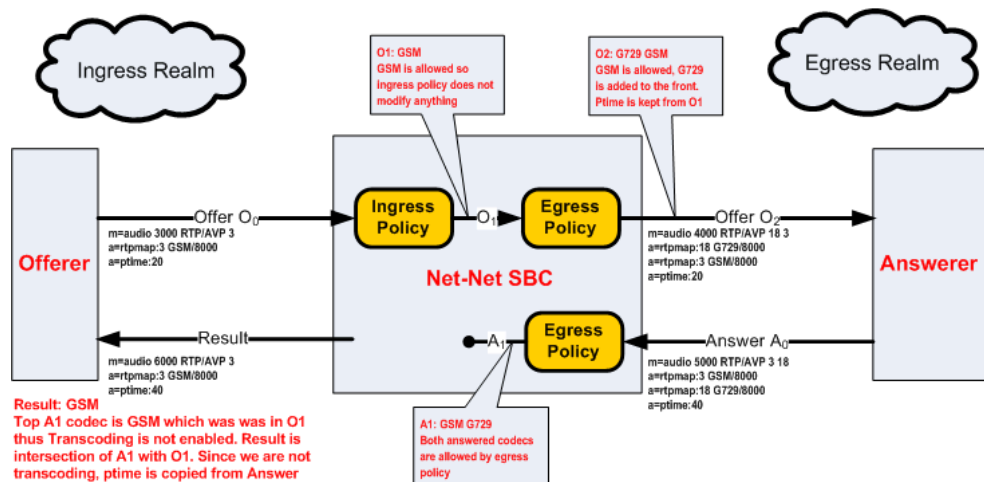 Ingress Realm
O1: GSM
GSM is allowed so
ingress policy does not
modify anything
O2: G729 GSM
GSM is allowed, G729
is added to the front.
Ptime is kept from O1
Egress Realm
Offerer
Offer O0
m=audio 3000 RTP/AVP 3
a=rtpmap:3 GSM/8000
a=ptime:20
Ingress
Policy
O1
Egress
Policy
Offer O2
m=audio 4000 RTP/AVP 18 3
a=rtpmap:18 G729/8000
a=rtpmap:3 GSM/8000
a=ptime:20
Answerer
Net-Net SBC
Result
m=audio 6000 RTP/AVP 3
a=rtpmap:3 GSM/8000
a=ptime:40
A1
Egress
Policy
Answer A0
m=audio 5000 RTP/AVP 3 18
a=rtpmap:3 GSM/8000
a=rtpmap:18 G729/8000
a=ptime:40
Result: GSM
Top A1 codec is GSM which was was in O1
thus Transcoding is not enabled. Result is
intersection of A1 with O1. Since we are not
transcoding, ptime is copied from Answer
A1: GSM G729
Both answered codecs
are allowed by egress
policy